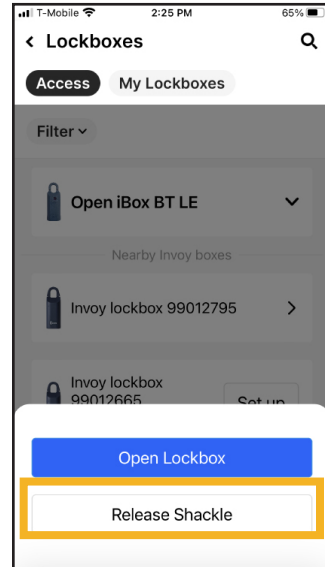 T-Mobile 2:25 PM 65%
Lockboxes
Access My Lockboxes
Filter
Open iBox BT LE
Nearby Invoy boxes
Invoy lockbox 99012795
Invoy lockbox
99012665 Set up
Open Lockbox
Release Shackle